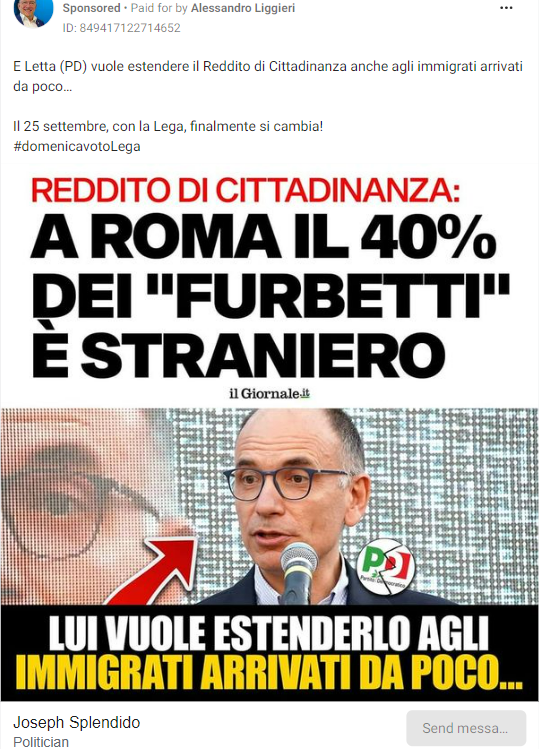 Sponsored • Paid for by Alessandro Liggieri
ID: 849417122714652
E Letta (PD) vuole estendere il Reddito di Cittadinanza anche agli immigrati arrivati
da poco...
Il 25 settembre, con la Lega, finalmente si cambia!
#domenicavotoLega
REDDITO DI CITTADINANZA:
A ROMA IL 40%
DEI "FURBETTI"
È STRANIERO
il Giornale.it
PD
Partito Democratico
LUI VUOLE ESTENDERLO AGLI
IMMIGRATI ARRIVATI DA POCO...
Joseph Splendido
Politician
Send messa...